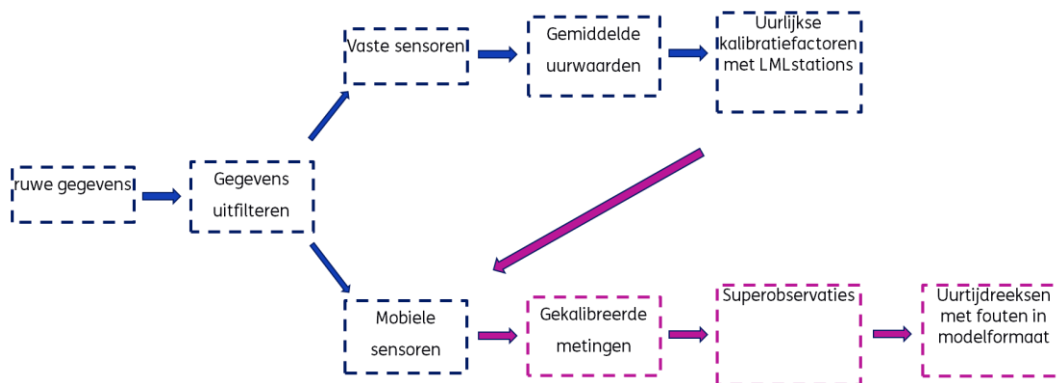 Vaste sensoren
Gemiddelde
uurwaarden
Uurlijkse
kalibratiefactoren
met LMLstations
ruwe gegevens
Gegevens
uitfilteren
Mobiele
sensoren
Gekalibreerde
metingen
Superobservaties
Uurtijdreeksen
met fouten in
modelformaat